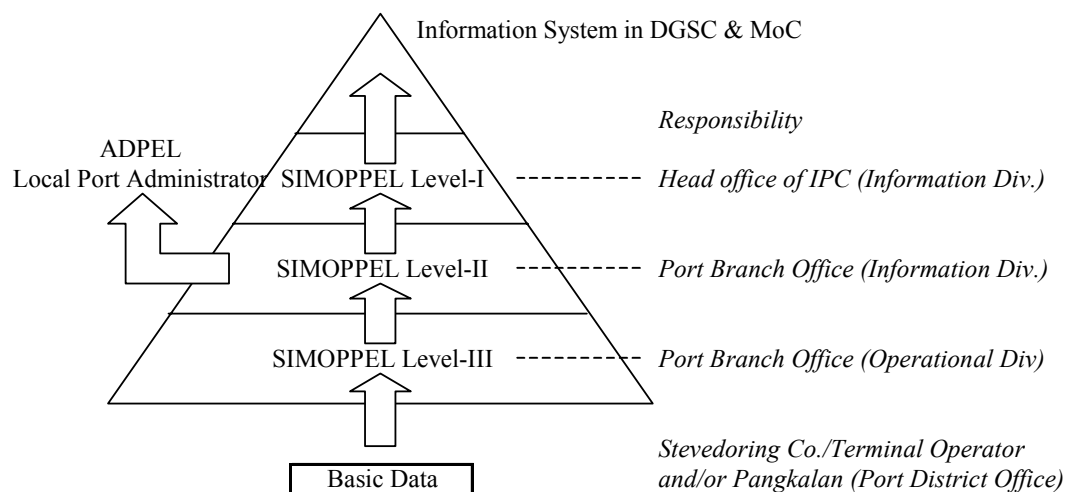 Information System in DGSC & MoC
Responsibility
ADPEL
Local Port Administrator
SIMOPPEL Level-I
Head office of IPC (Information Div.)
SIMOPPEL Level-II
Port Branch Office (Information Div.)
SIMOPPEL Level-III
Port Branch Office (Operational Div)
Stevedoring Co./Terminal Operator
and/or Pangkalan (Port District Office)
Basic Data